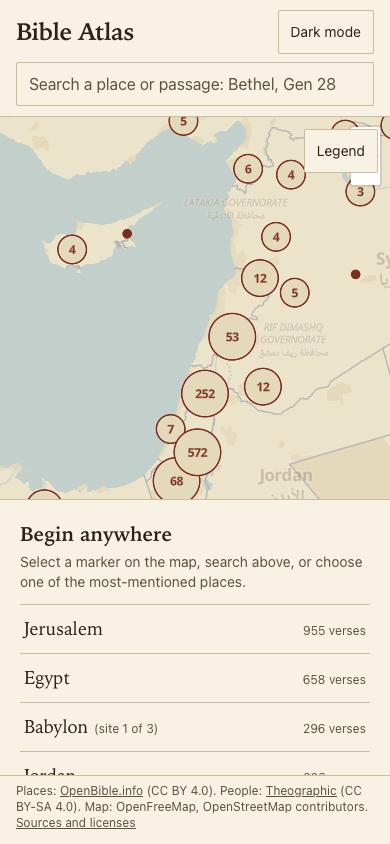 Bible Atlas
Dark mode
Search a place or passage: Bethel, Gen 28
5
6
4
Legend
3
LATAKIA GOVERNORATE
محافظة اللاذقية
4
4
12
5
53
RIF DIMASHQ
GOVERNORATE
محافظة ريف دمشق
252
12
7
572
68
Jordan
الأردن
Begin anywhere
Select a marker on the map, search above, or choose
one of the most-mentioned places.
Jerusalem
955 verses
Egypt
658 verses
Babylon (site 1 of 3)
296 verses
Jordan
Places: OpenBible.info (CC BY 4.0). People: Theographic (CC
BY-SA 4.0). Map: OpenFreeMap, OpenStreetMap contributors.
Sources and licenses